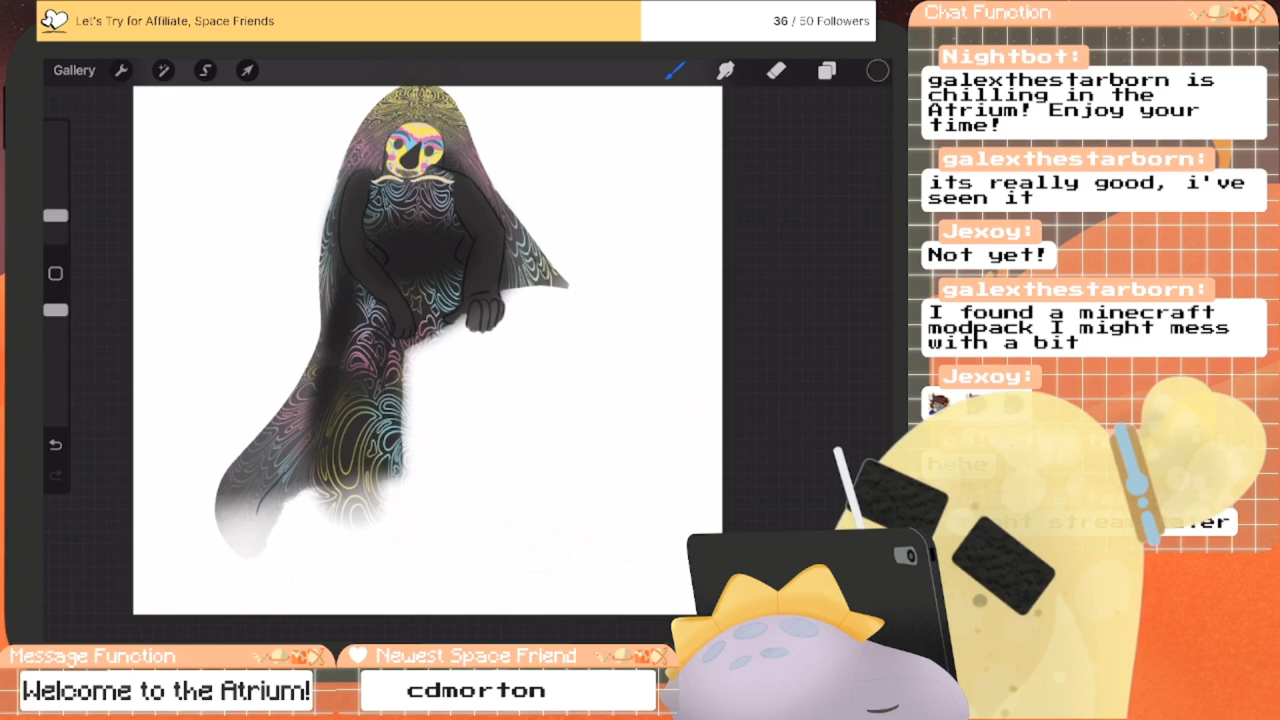 Let's Try for Affiliate, Space Friends
36 / 50 Followers
Gallery
Chat Function
Nightbot:
galexthestarborn is
chilling in the
Atrium! Enjoy your
time!
galexthestarborn:
its really good, i've
seen it
Jexoy:
Not yet!
galexthestarborn:
I found a minecraft
modpack I might mess
with a bit
Jexoy:
hehe
Message Function
Newest Space Friend
Welcome to the Atrium!
cdmorton